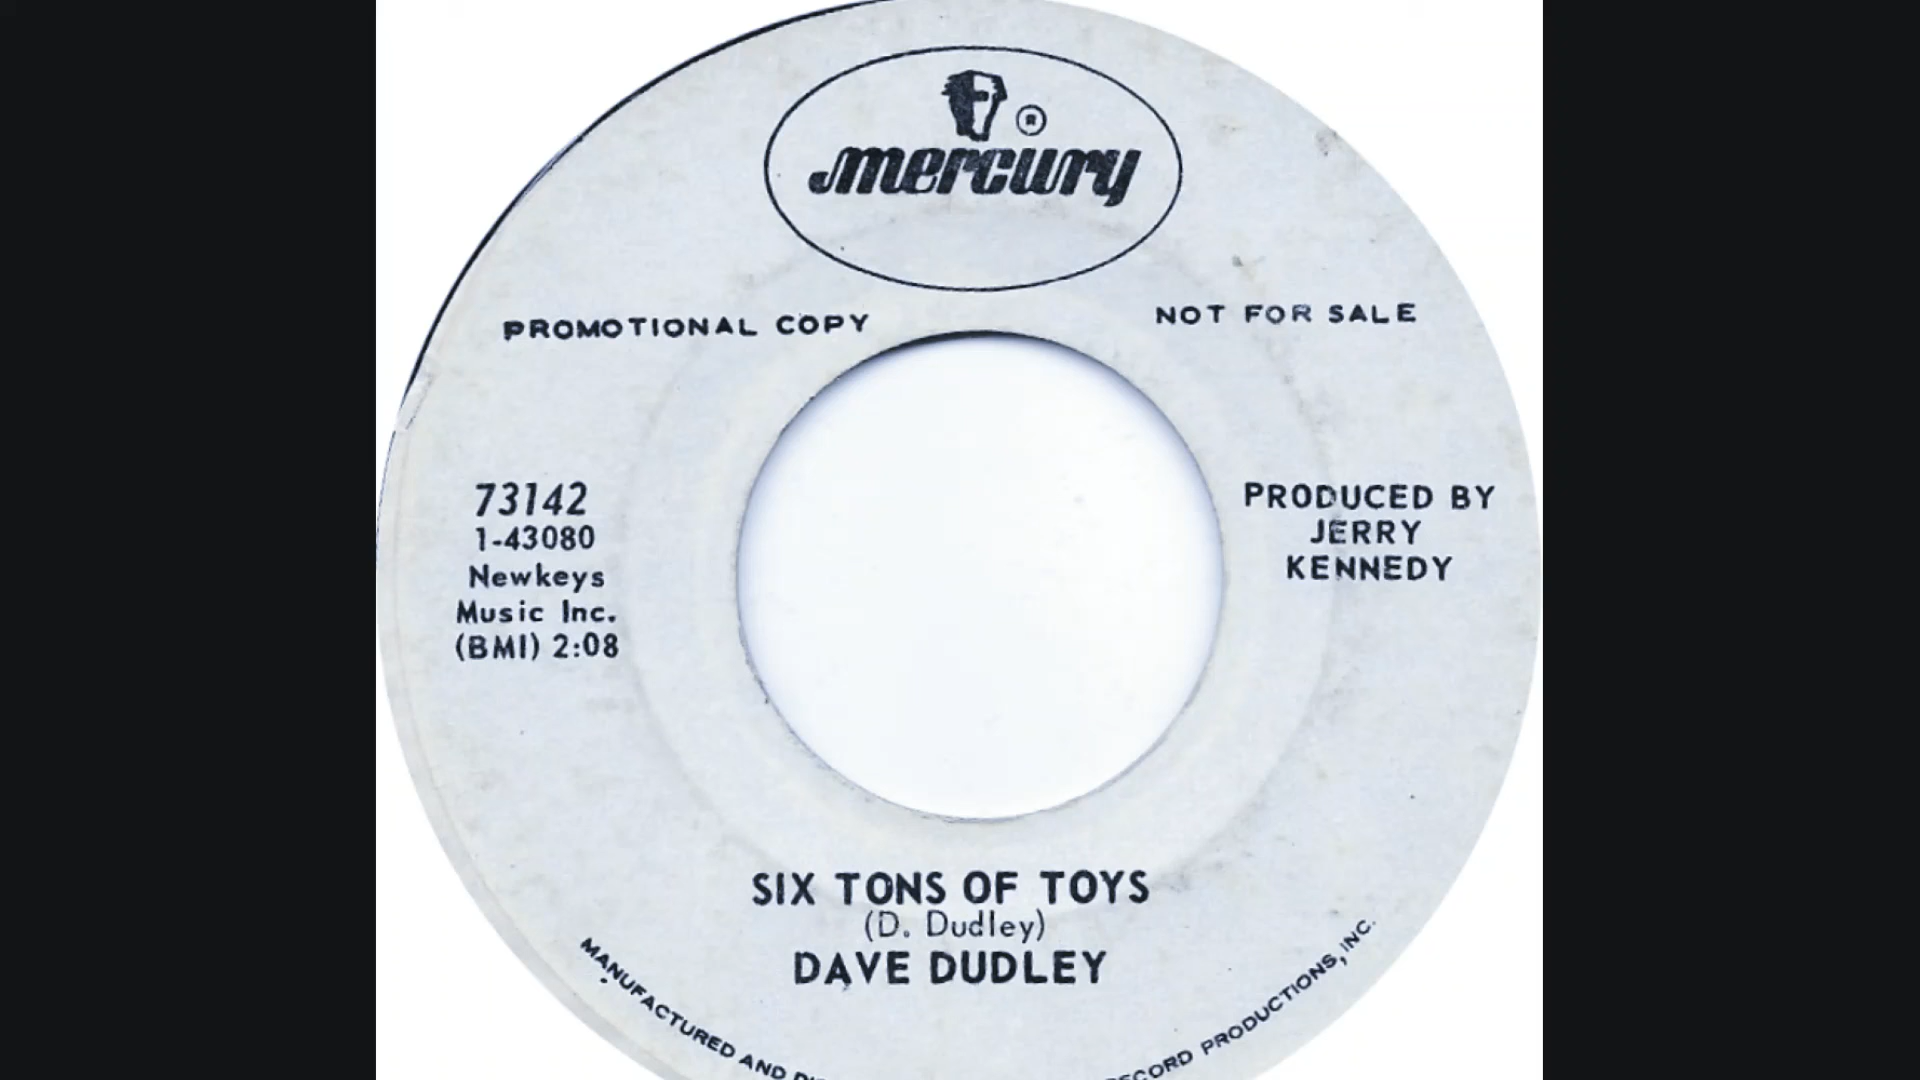 ®
mercury
PROMOTIONAL COPY
NOT FOR SALE
73142
1-43080
Newkeys
Music Inc.
(BMI) 2:08
PRODUCED BY
JERRY
KENNEDY
SIX TONS OF TOYS
(D. Dudley)
DAVE DUDLEY
MANUFACTURED AND
RECORD PRODUCTIONS, INC.